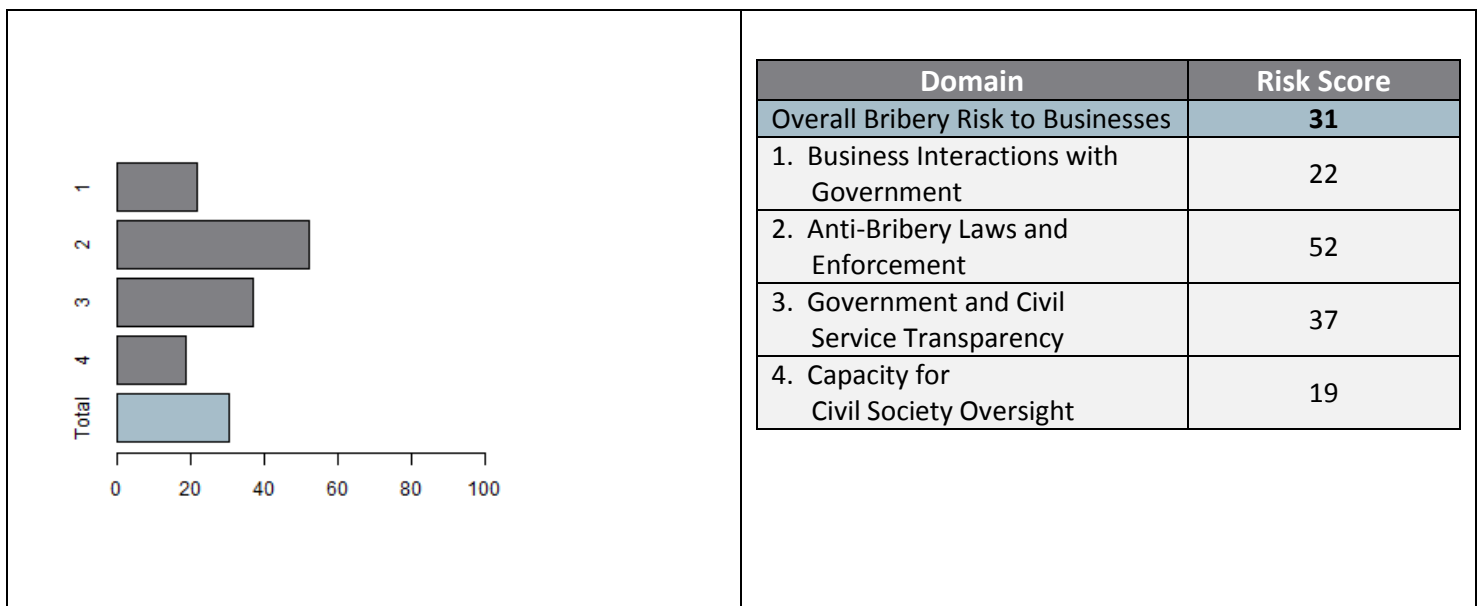 1
2
3
4
Total
0 20 40 60 80 100
Domain Risk Score
Overall Bribery Risk to Businesses 31
1. Business Interactions with
Government
22
2. Anti-Bribery Laws and
Enforcement
52
3. Government and Civil
Service Transparency
37
4. Capacity for
Civil Society Oversight
19